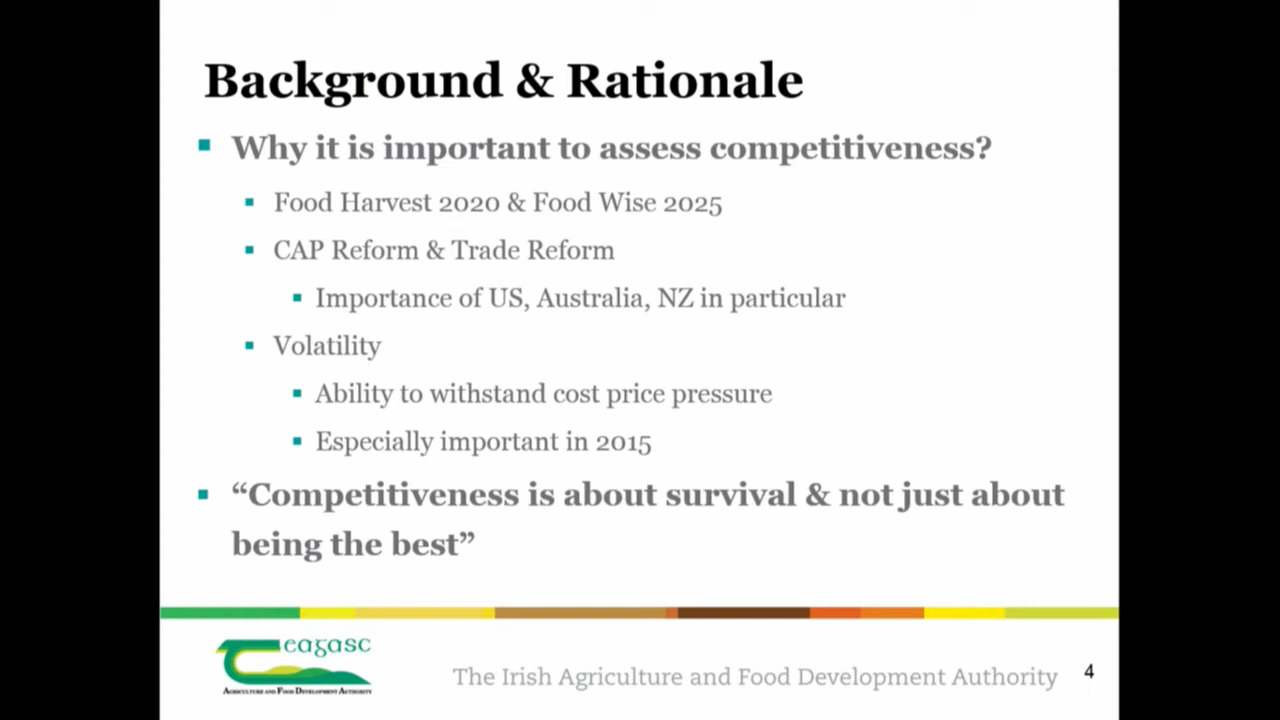 Background & Rationale
Why it is important to assess competitiveness?
Food Harvest 2020 & Food Wise 2025
CAP Reform & Trade Reform
Importance of US, Australia, NZ in particular
Volatility
Ability to withstand cost price pressure
Especially important in 2015
“Competitiveness is about survival & not just about
being the best”
Teagasc
AGRICULTURE AND FOOD DEVELOPMENT AUTHORITY
The Irish Agriculture and Food Development Authority
4